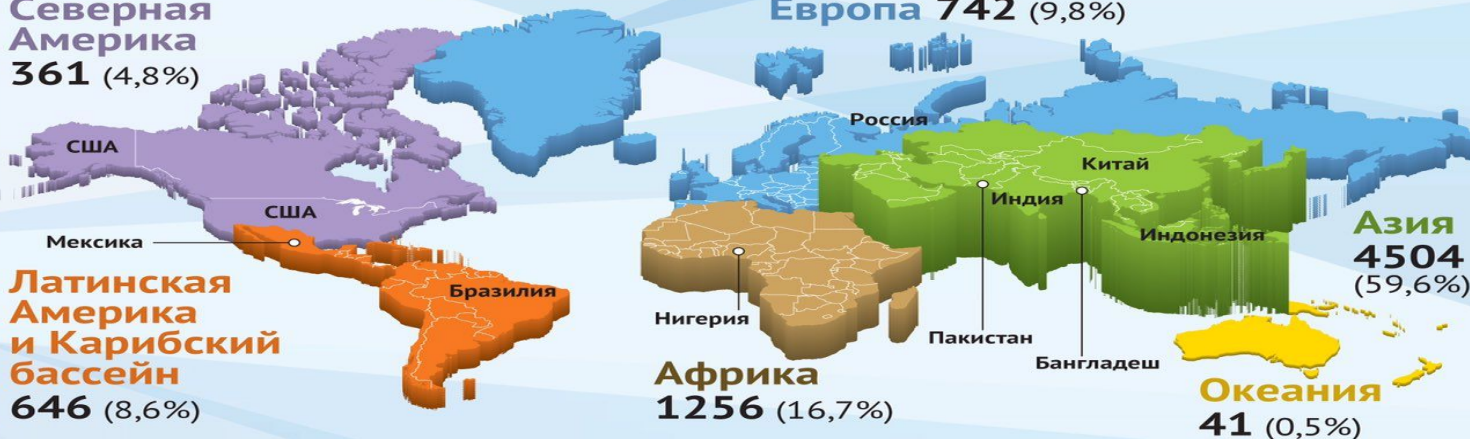 Северная
Америка
361 (4,8%)
Европа 742 (9,8%)
США
США
Мексика
Латинская
Америка
и Карибский
бассейн
646 (8,6%)
Бразилия
Россия
Китай
Индия
Индонезия
Нигерия
Пакистан
Бангладеш
Африка
1256 (16,7%)
Азия
4504
(59,6%)
Океания
41 (0,5%)